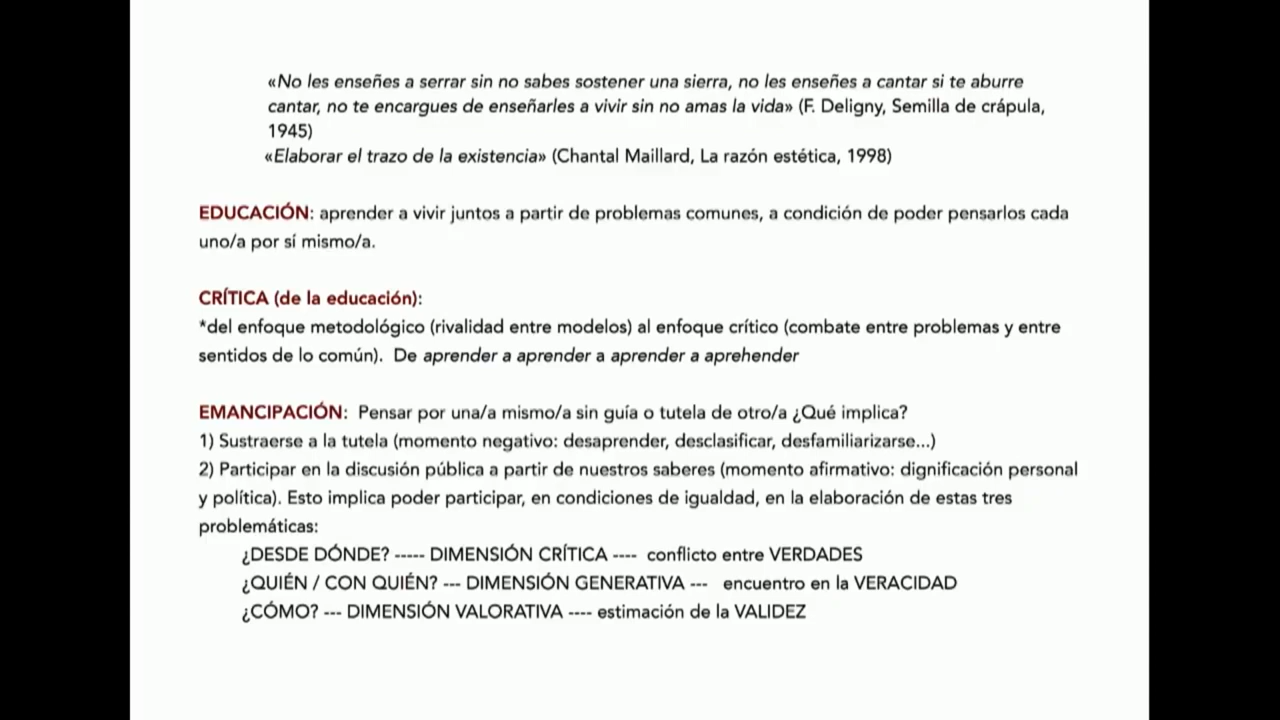 «No les enseñes a serrar sin no sabes sostener una sierra, no les enseñes a cantar si te aburre
cantar, no te encargues de enseñarles a vivir sin no amas la vida» (F. Deligny, Semilla de crápula,
1945)
«Elaborar el trazo de la existencia» (Chantal Maillard, La razón estética, 1998)
EDUCACIÓN: aprender a vivir juntos a partir de problemas comunes, a condición de poder pensarlos cada
uno/a por sí mismo/a.
CRÍTICA (de la educación):
*del enfoque metodológico (rivalidad entre modelos) al enfoque crítico (combate entre problemas y entre
sentidos de lo común). De aprender a aprender a aprender a aprehender
EMANCIPACIÓN: Pensar por una/a mismo/a sin guía o tutela de otro/a ¿Qué implica?
1) Sustraerse a la tutela (momento negativo: desaprender, desclasificar, desfamiliarizarse...)
2) Participar en la discusión pública a partir de nuestros saberes (momento afirmativo: dignificación personal
y política). Esto implica poder participar, en condiciones de igualdad, en la elaboración de estas tres
problemáticas:
¿DESDE DÓNDE? ----- DIMENSIÓN CRÍTICA ---- conflicto entre VERDADES
¿QUIÉN / CON QUIÉN? --- DIMENSIÓN GENERATIVA --- encuentro en la VERACIDAD
¿CÓMO? --- DIMENSIÓN VALORATIVA ---- estimación de la VALIDEZ